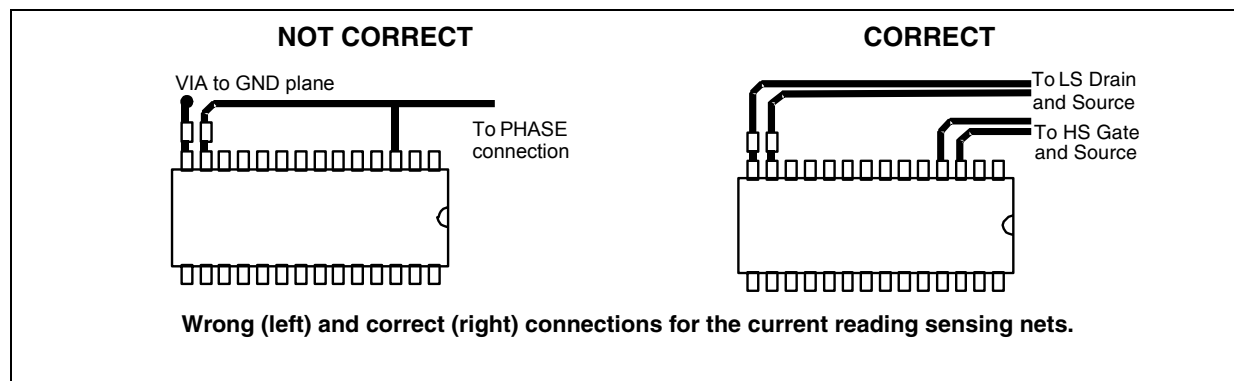 NOT CORRECT
VIA to GND plane
To PHASE
connection
CORRECT
To LS Drain
and Source
To HS Gate
and Source
Wrong (left) and correct (right) connections for the current reading sensing nets.